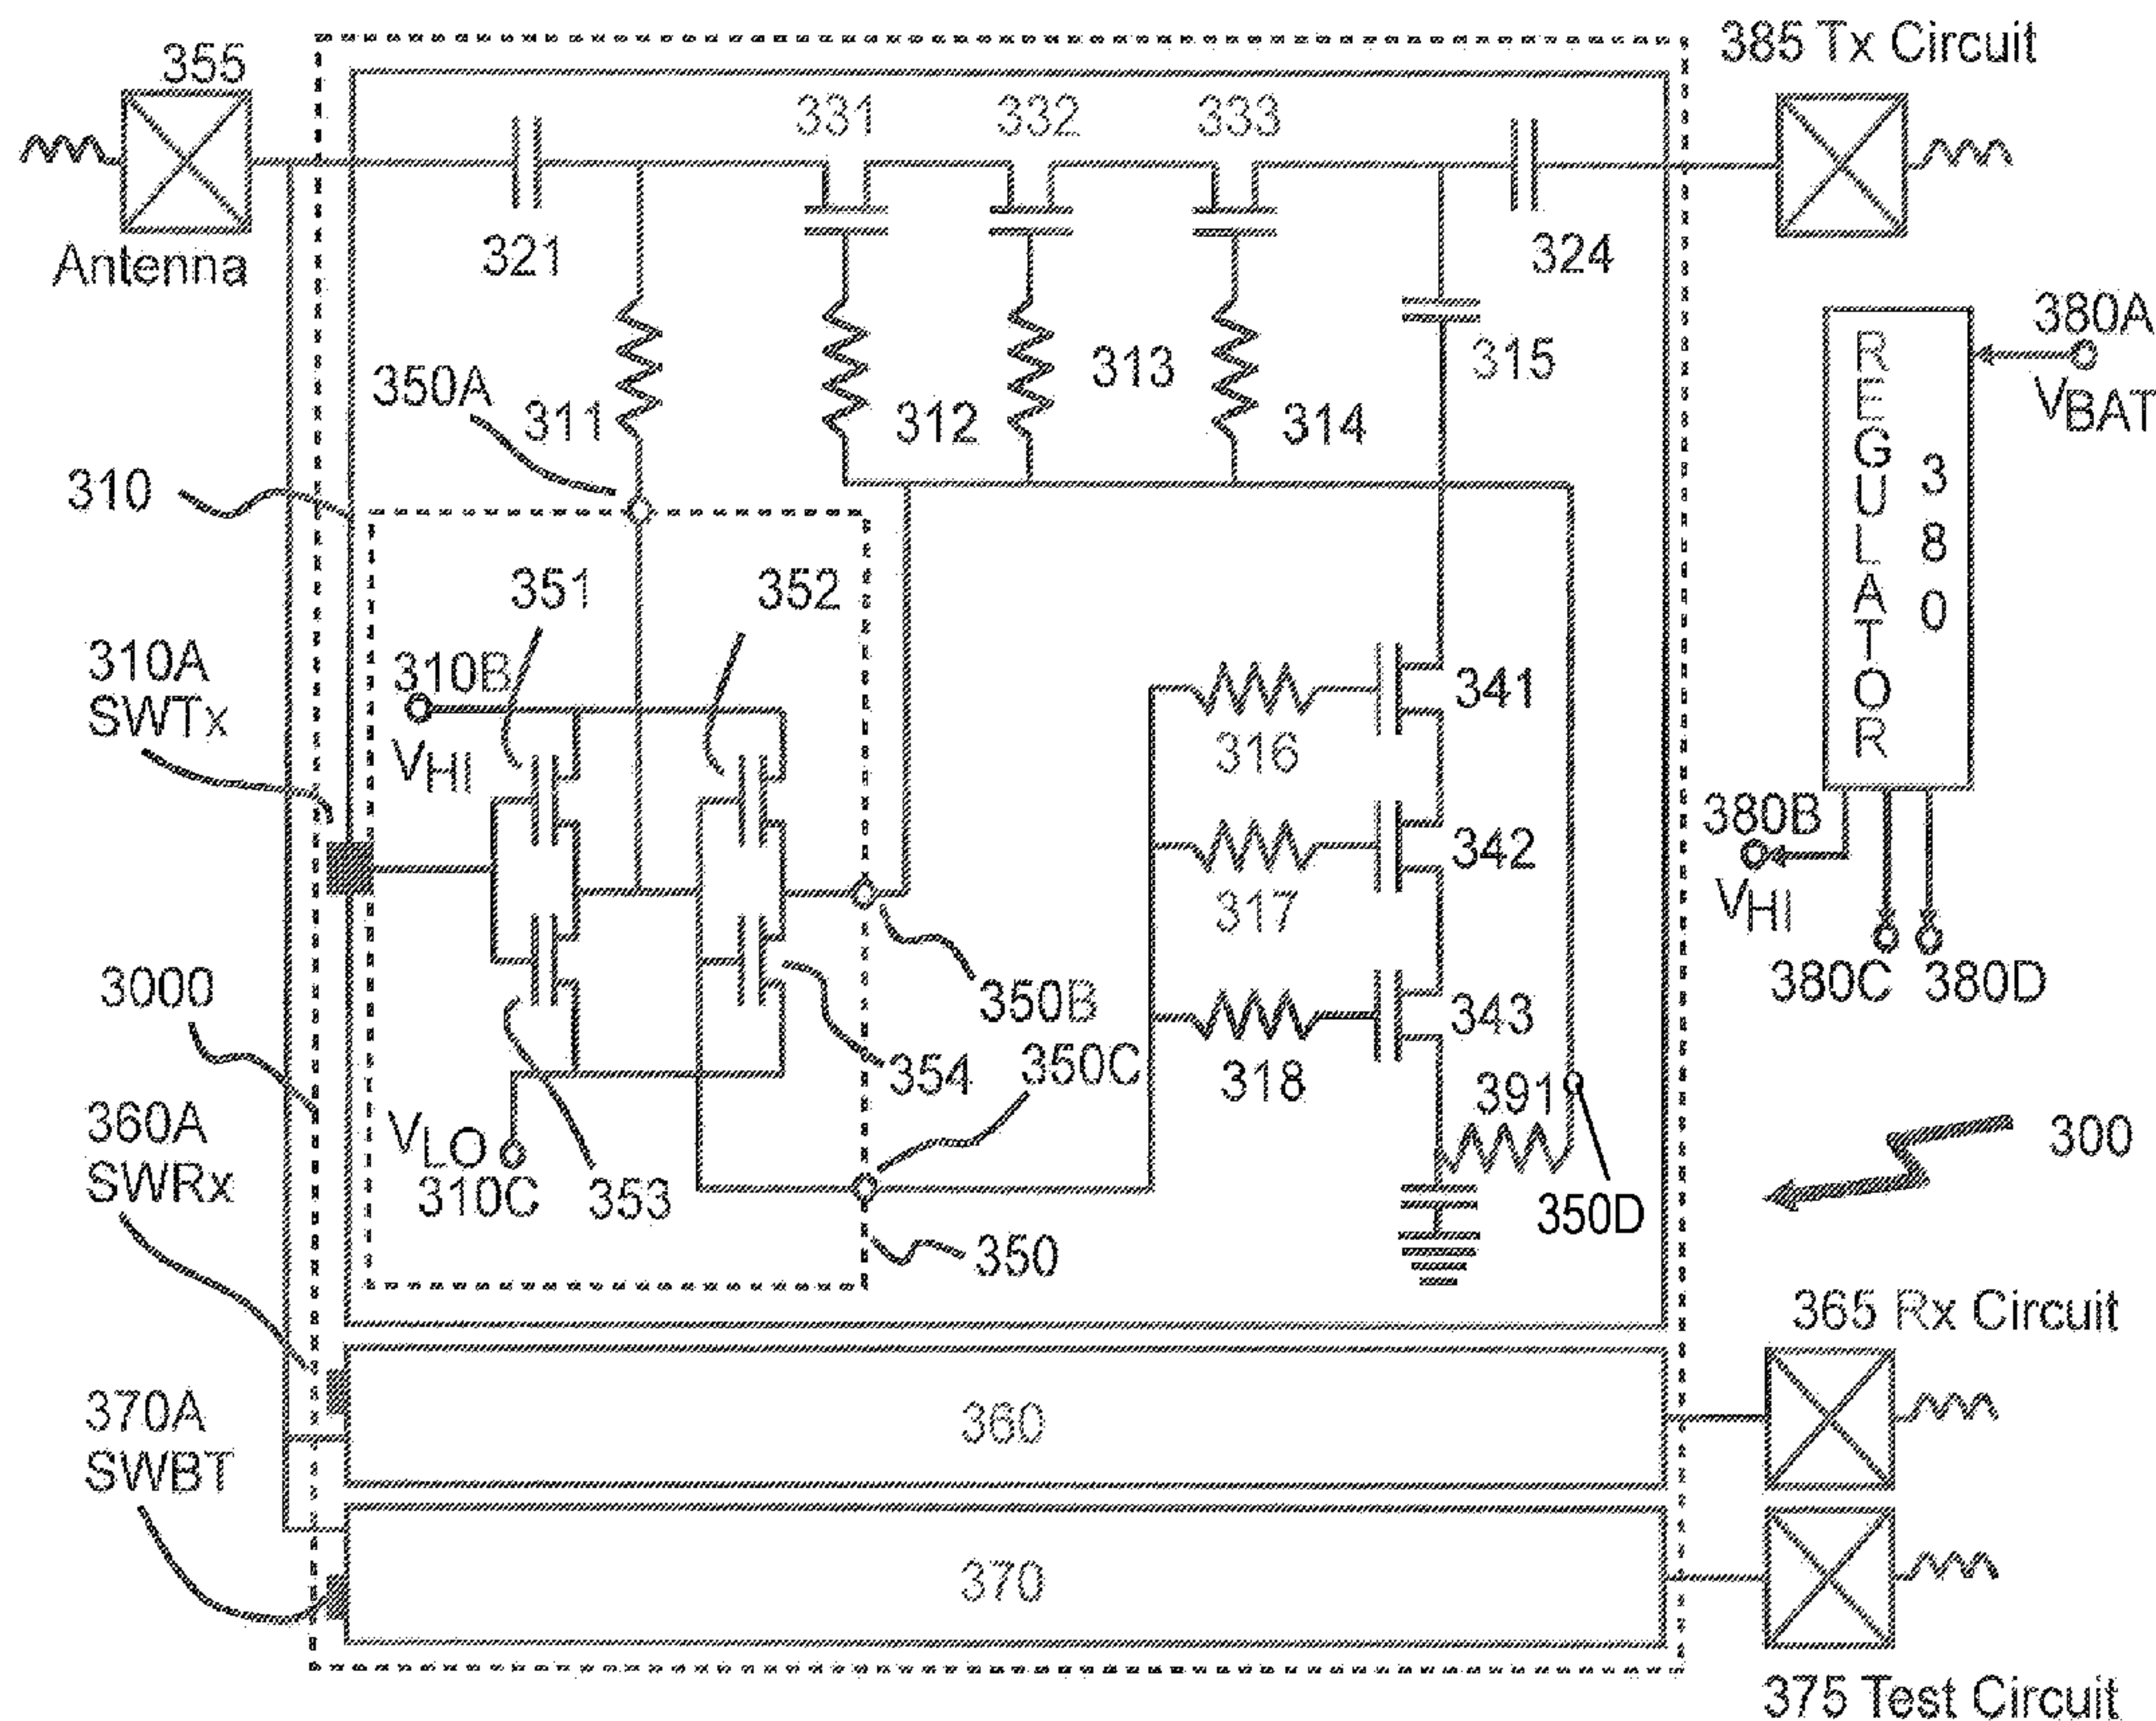 355
Antenna
385 Tx Circuit
331
332
333
321
324
380A
VBAT
REGULATOR
380
350A
311
312
313
314
315
310
351
352
310B
VHI
310A
SWTx
316
341
317
342
318
343
380B
VHI
380C
380D
350B
3000
354
350C
391
360A
SWRx
VLO
310C
353
350D
300
350
365 Rx Circuit
370A
SWBT
360
370
375 Test Circuit